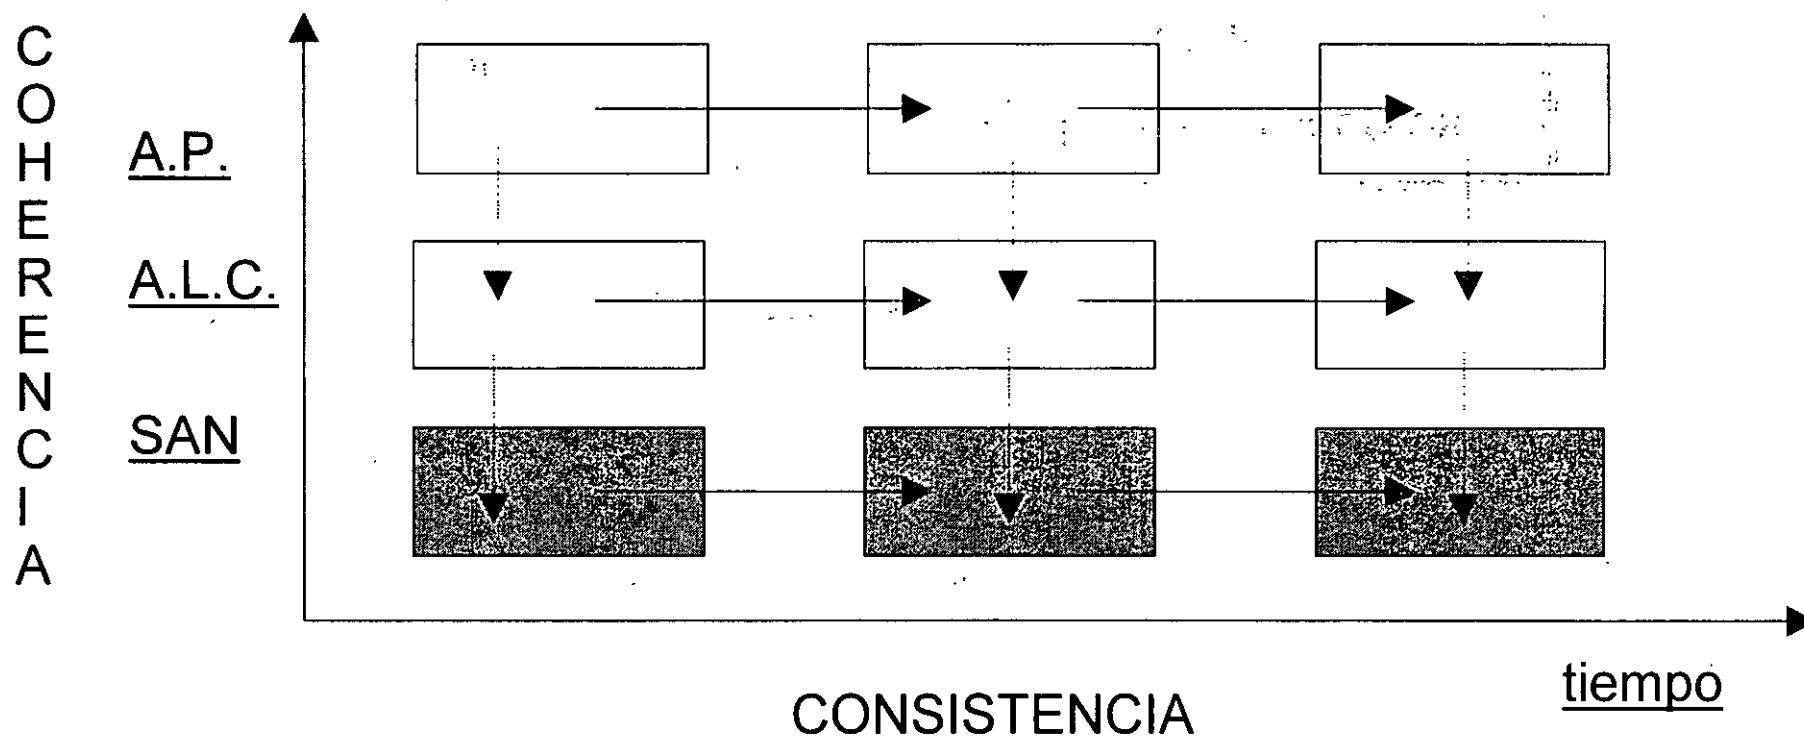 COHERENCIA
A.P.
A.L.C.
SAN
tiempo
CONSISTENCIA